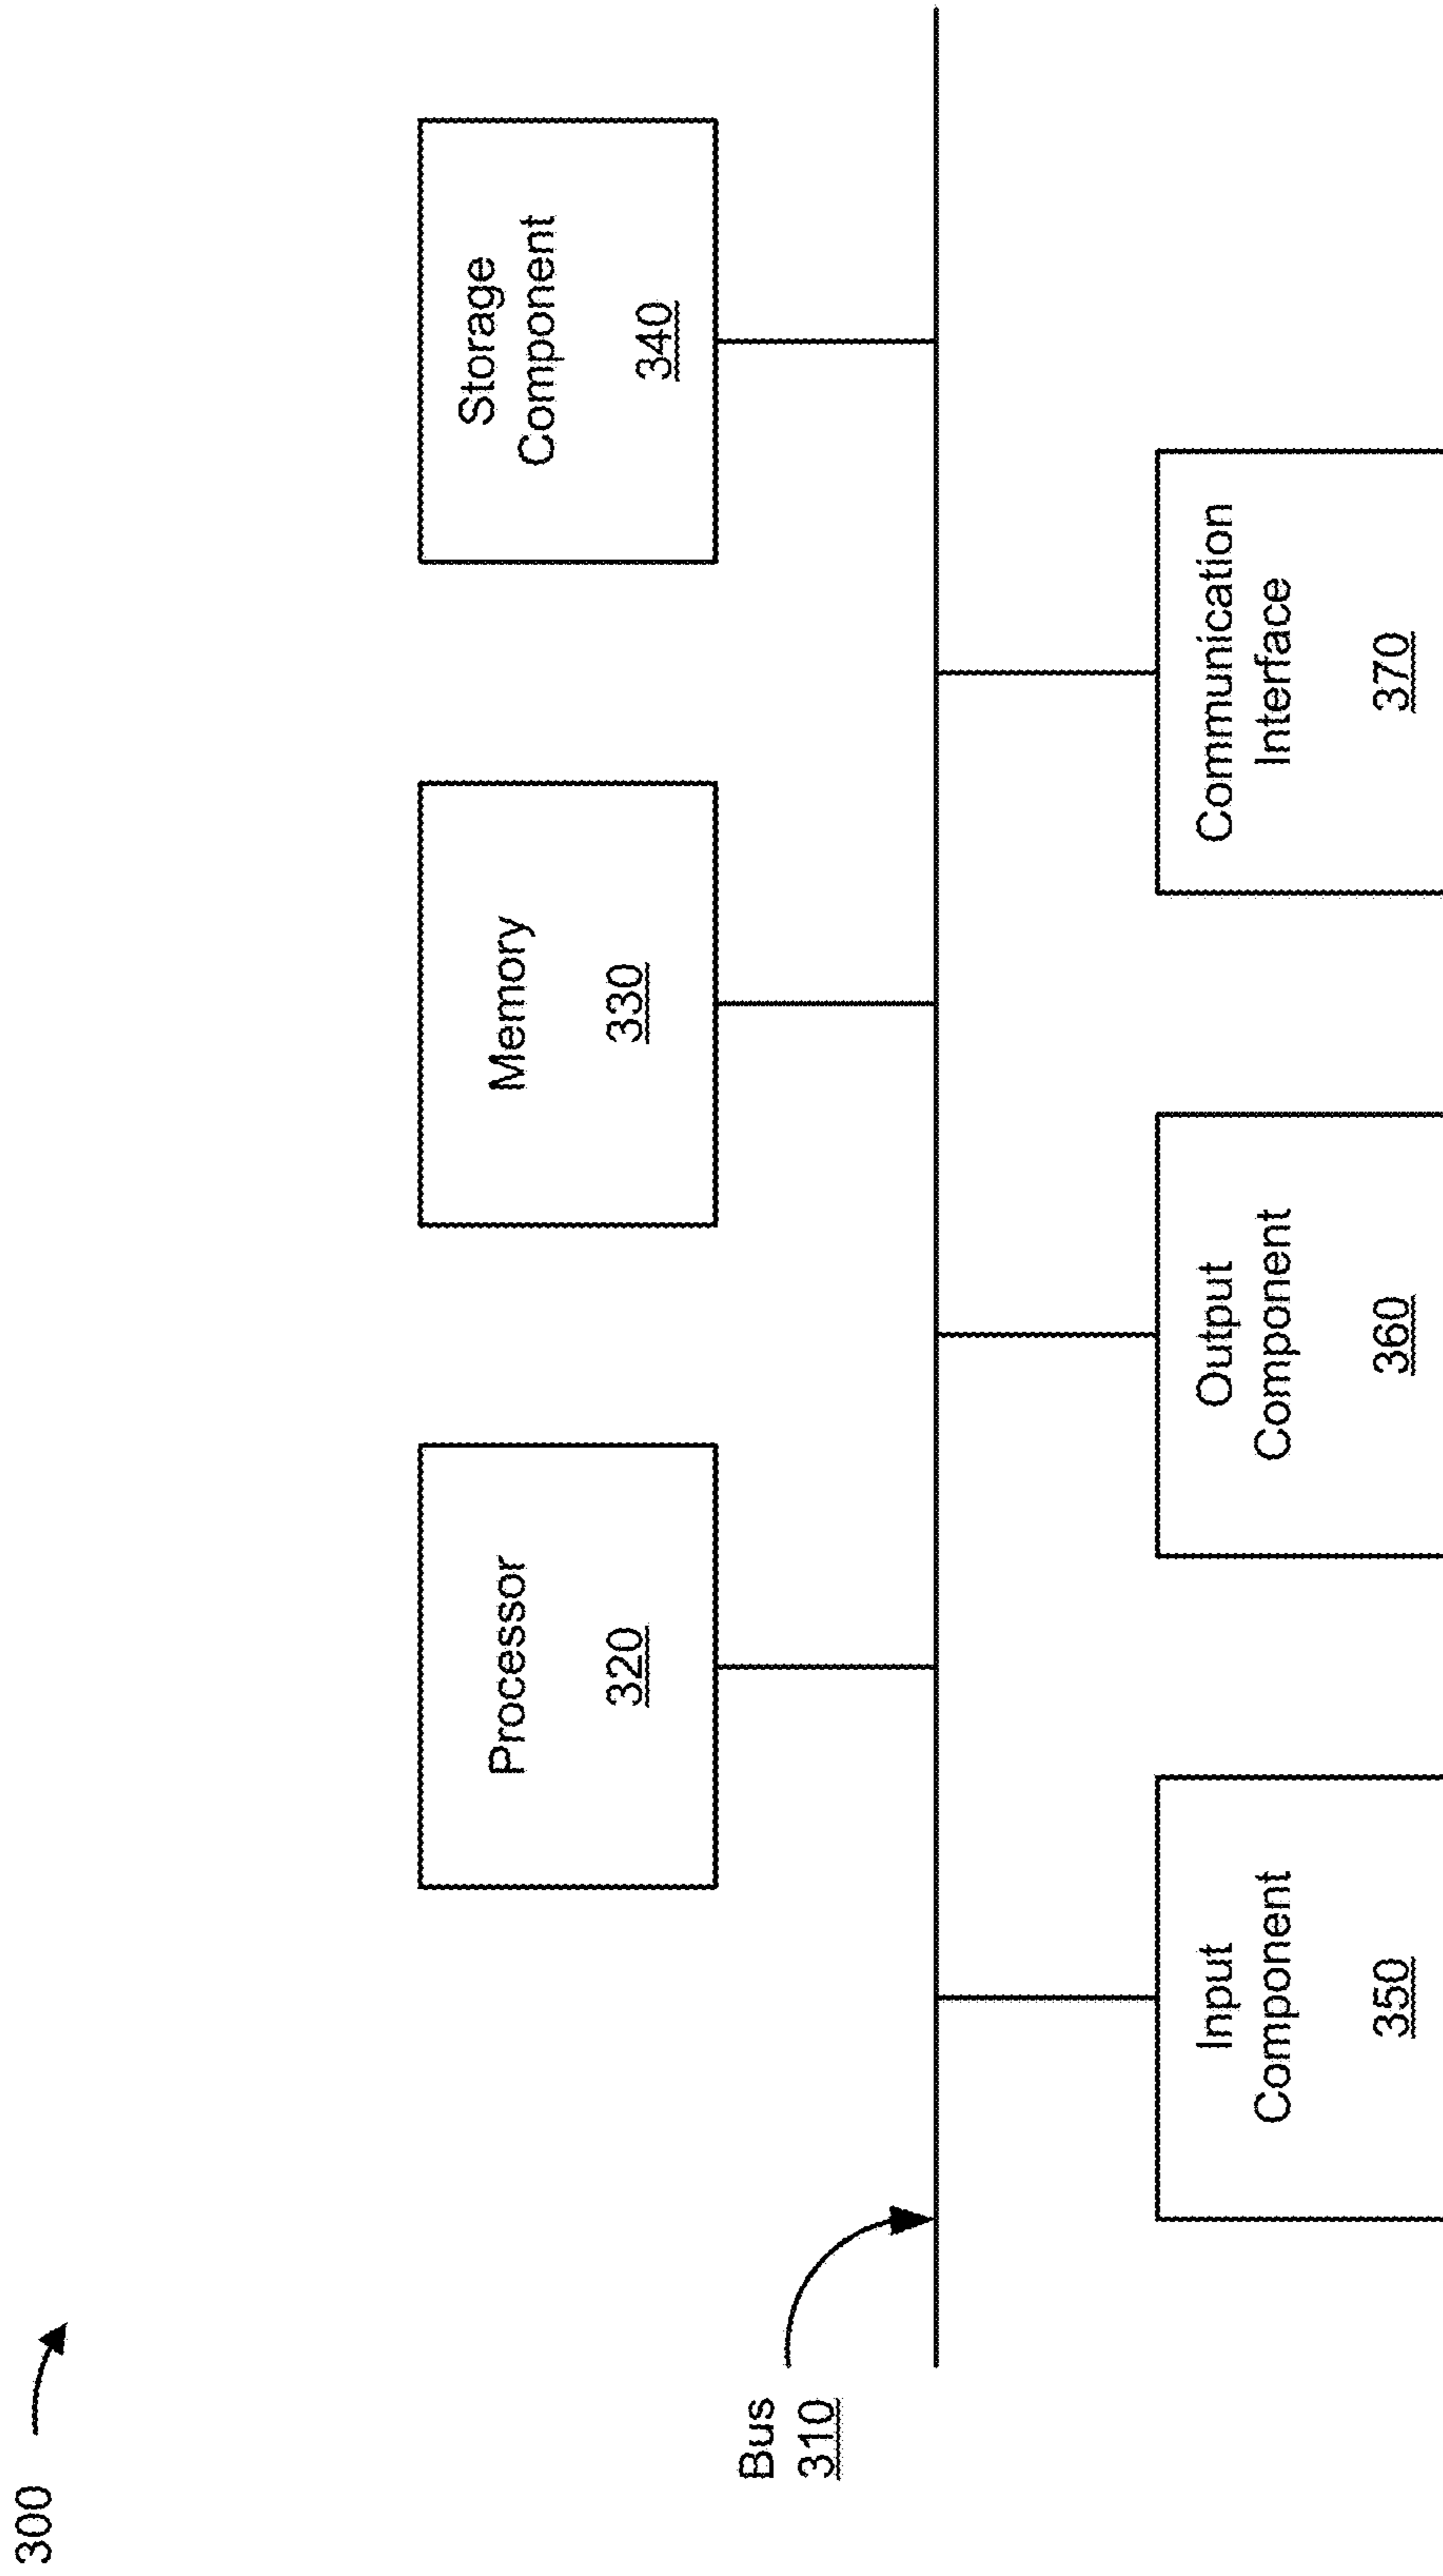 300
Bus
310
Processor
320
Memory
330
Storage
Component
340
Input
Component
350
Output
Component
360
Communication
Interface
370